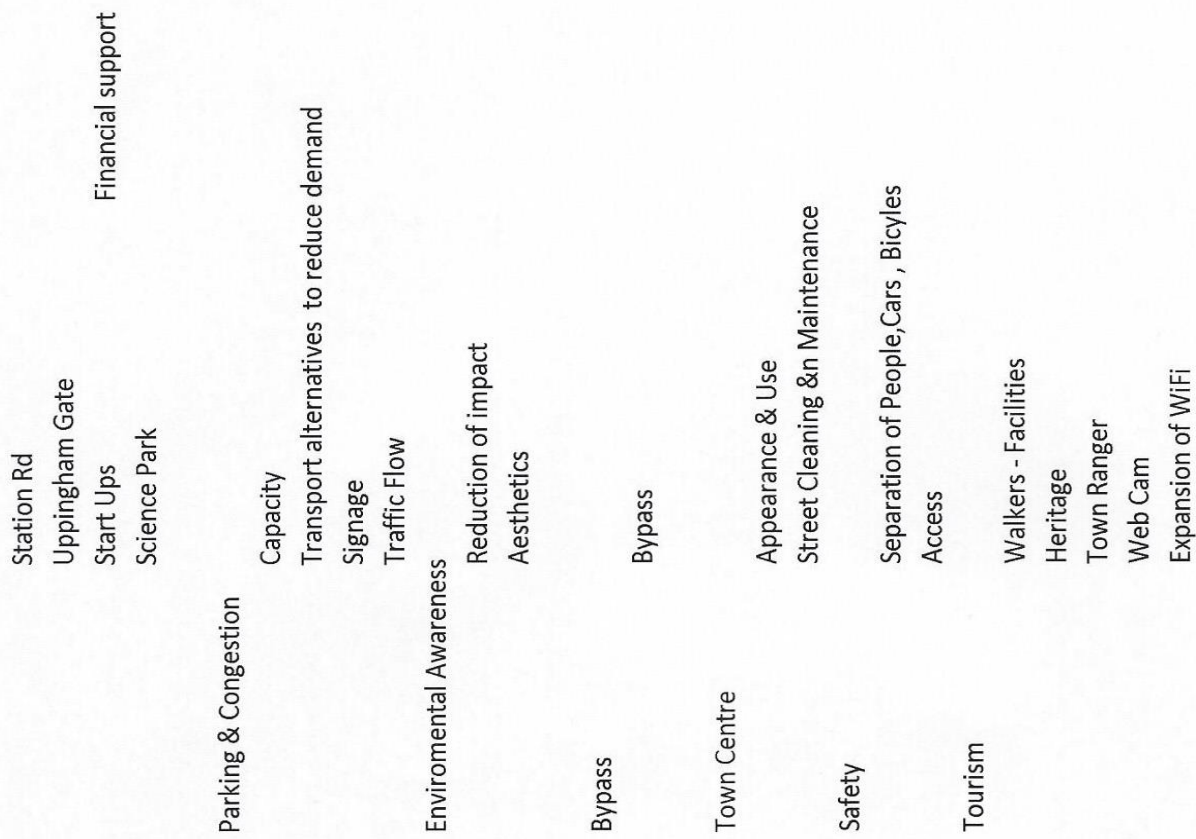 Station Rd
Uppingham Gate
Start Ups Financial support
Science Park
Parking & Congestion
Capacity
Transport alternatives to reduce demand
Signage
Traffic Flow
Enviromental Awareness
Reduction of impact
Aesthetics
Bypass
Bypass
Town Centre
Appearance & Use
Street Cleaning &n Maintenance
Safety
Separation of People,Cars , Bicyles
Access
Tourism
Walkers - Facilities
Heritage
Town Ranger
Web Cam
Expansion of WiFi